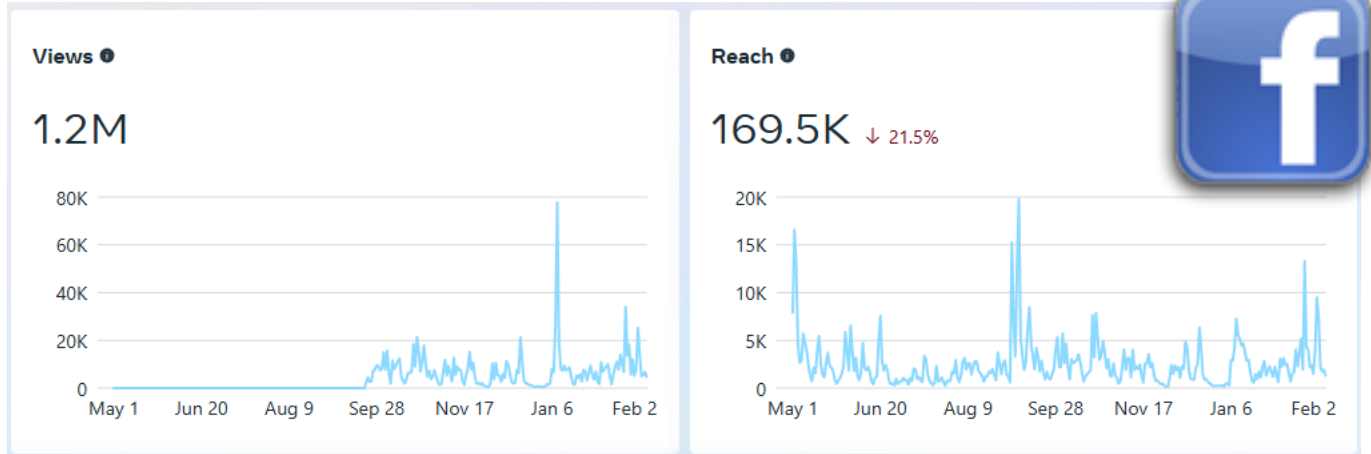 Views
1.2M
80K
60K
40K
20K
0
May 1 Jun 20 Aug 9 Sep 28 Nov 17 Jan 6 Feb 2
Reach
169.5K ↓ 21.5%
20K
15K
10K
5K
0
May 1 Jun 20 Aug 9 Sep 28 Nov 17 Jan 6 Feb 2
f